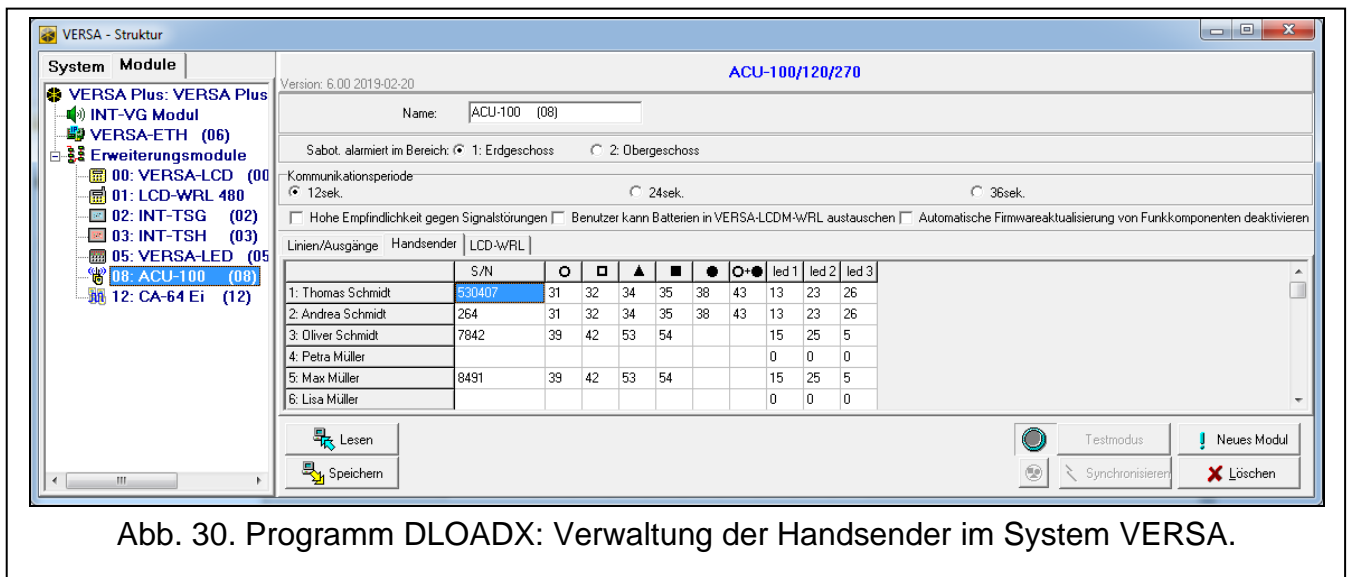 VERSA - Struktur
System Module
VERSA Plus: VERSA Plus
INT-VG Modul
VERSA-ETH (06)
Erweiterungsmodule
00: VERSA-LCD (00
01: LCD-WRL 480
02: INT-TSG (02)
03: INT-TSH (03)
05: VERSA-LED (05
08: ACU-100 (08)
12: CA-64 Ei (12)
ACU-100/120/270
Version: 6.00 2019-02-20
Name: ACU-100 (08)
Sabot. alarmiert im Bereich: 1: Erdgeschoss 2: Obergeschoss
Kommunikationsperiode
12sek. 24sek. 36sek.
Hohe Empfindlichkeit gegen Signalstörungen Benutzer kann Batterien in VERSA-LCDM-WRL austauschen Automatische Firmwareaktualisierung von Funkkomponenten deaktivieren
Linien/Ausgänge Handsender LCD-WRL
S/N O □ ▲ ■ ● O+● led 1 led 2 led 3
1: Thomas Schmidt 530407 31 32 34 35 38 43 13 23 26
2: Andrea Schmidt 264 31 32 34 35 38 43 13 23 26
3: Oliver Schmidt 7842 39 42 53 54 15 25 5
4: Petra Müller 0 0 0
5: Max Müller 8491 39 42 53 54 15 25 5
6: Lisa Müller 0 0 0
Lesen Testmodus Neues Modul
Speichern Synchronisieren Löschen
Abb. 30. Programm DLOADX: Verwaltung der Handsender im System VERSA.